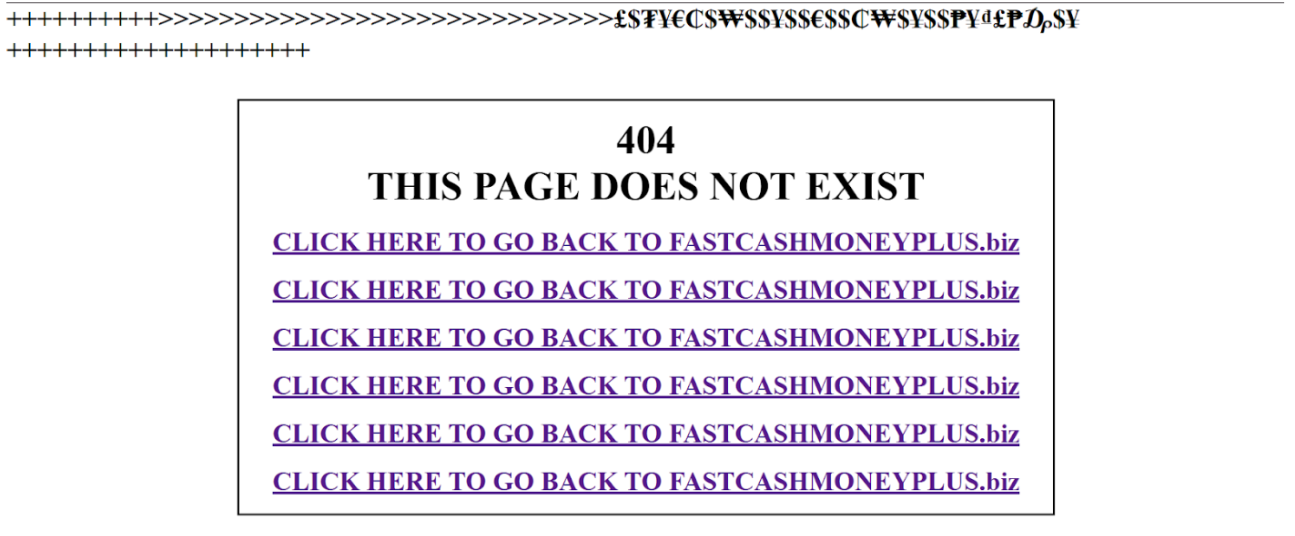 ++++++++++>>>>>>>>>>>>>>>>>>>>>>>>>>>>>>£$₮¥€₵$₩$$¥$$€$$₵₩$¥$$₱¥₫£₱₯$¥
++++++++++++++++++++
404
THIS PAGE DOES NOT EXIST
CLICK HERE TO GO BACK TO FASTCASHMONEYPLUS.biz
CLICK HERE TO GO BACK TO FASTCASHMONEYPLUS.biz
CLICK HERE TO GO BACK TO FASTCASHMONEYPLUS.biz
CLICK HERE TO GO BACK TO FASTCASHMONEYPLUS.biz
CLICK HERE TO GO BACK TO FASTCASHMONEYPLUS.biz
CLICK HERE TO GO BACK TO FASTCASHMONEYPLUS.biz